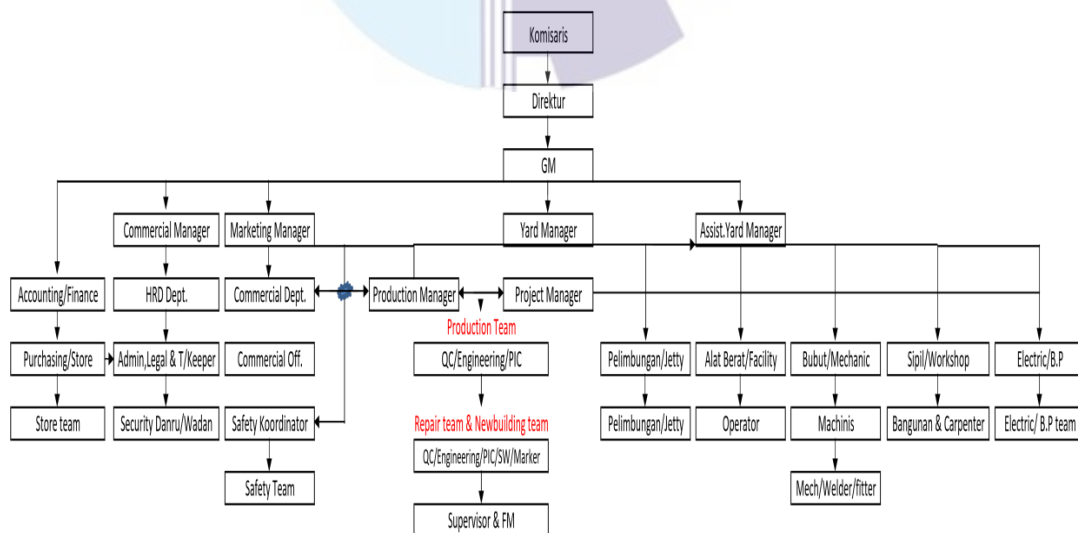 Komisaris
Direktur
GM
Commercial Manager
Marketing Manager
Yard Manager
Assist.Yard Manager
Accounting/Finance
HRD Dept.
Commercial Dept.
Production Manager
Project Manager
Production Team
Purchasing/Store
Admin,Legal & T/Keeper
Commercial Off.
QC/Engineering/PIC
Pelimbungan/Jetty
Alat Berat/Facility
Bubut/Mechanic
Sipil/Workshop
Electric/B.P
Store team
Security Danru/Wadan
Safety Koordinator
Repair team & Newbuilding team
Pelimbungan/Jetty
Operator
Machinis
Bangunan & Carpenter
Electric/ B.P team
QC/Engineering/PIC/SW/Marker
Safety Team
Mech/Welder/fitter
Supervisor & FM